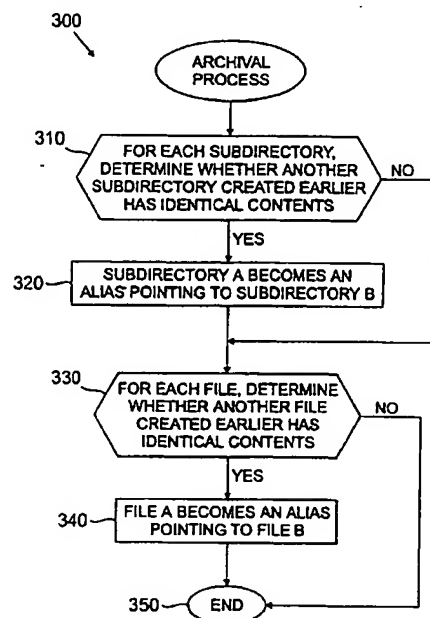 300
ARCHIVAL
PROCESS
310
FOR EACH SUBDIRECTORY,
DETERMINE WHETHER ANOTHER
SUBDIRECTORY CREATED EARLIER
HAS IDENTICAL CONTENTS
NO
YES
320
SUBDIRECTORY A BECOMES AN
ALIAS POINTING TO SUBDIRECTORY B
330
FOR EACH FILE, DETERMINE
WHETHER ANOTHER FILE
CREATED EARLIER HAS
IDENTICAL CONTENTS
NO
YES
340
FILE A BECOMES AN ALIAS
POINTING TO FILE B
350
END